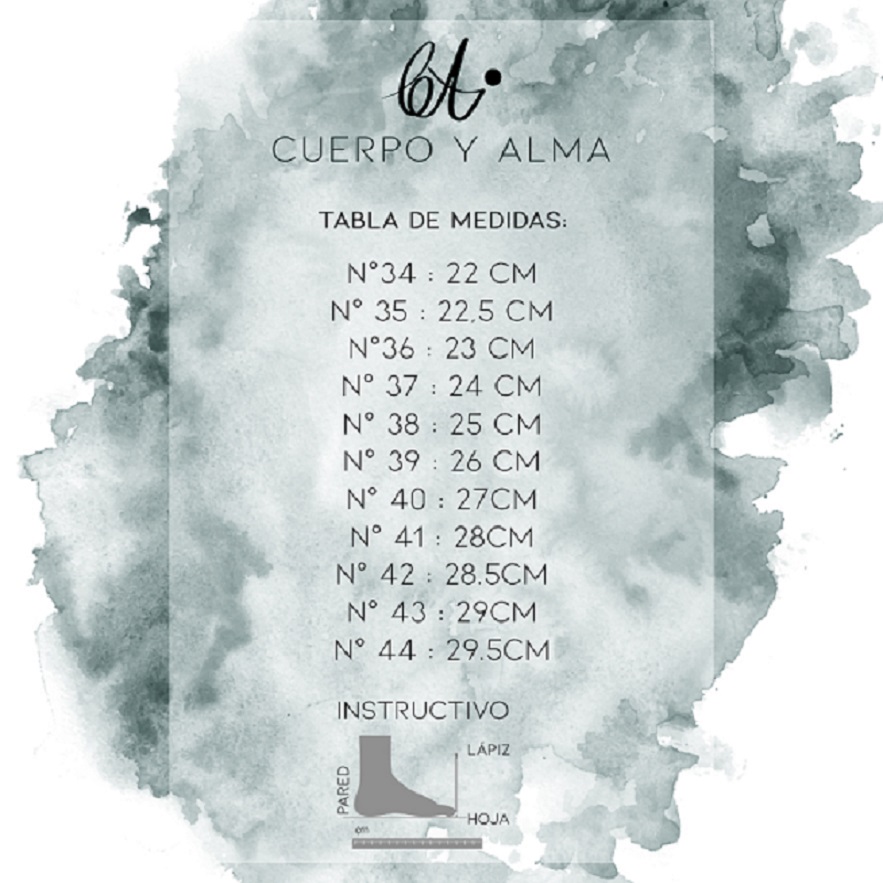 CUERPO Y ALMA
TABLA DE MEDIDAS:
N°34 : 22 CM
N° 35 : 22,5 CM
N°36 : 23 CM
N° 37 : 24 CM
N° 38 : 25 CM
N° 39 : 26 CM
N° 40 : 27CM
N° 41 : 28CM
N° 42 : 28.5CM
N° 43 : 29CM
N° 44 : 29.5CM
INSTRUCTIVO
LÁPIZ
PARED
HOJA
cm